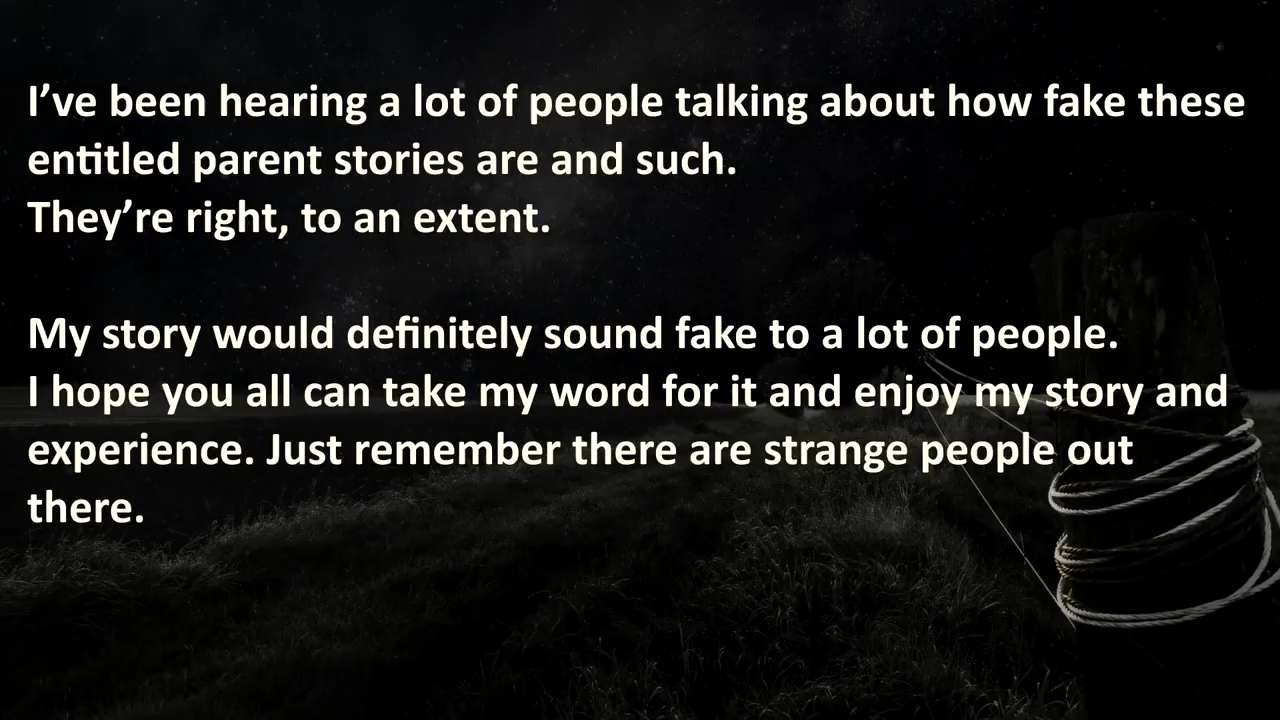 I’ve been hearing a lot of people talking about how fake these
entitled parent stories are and such.
They’re right, to an extent.
My story would definitely sound fake to a lot of people.
I hope you all can take my word for it and enjoy my story and
experience. Just remember there are strange people out
there.